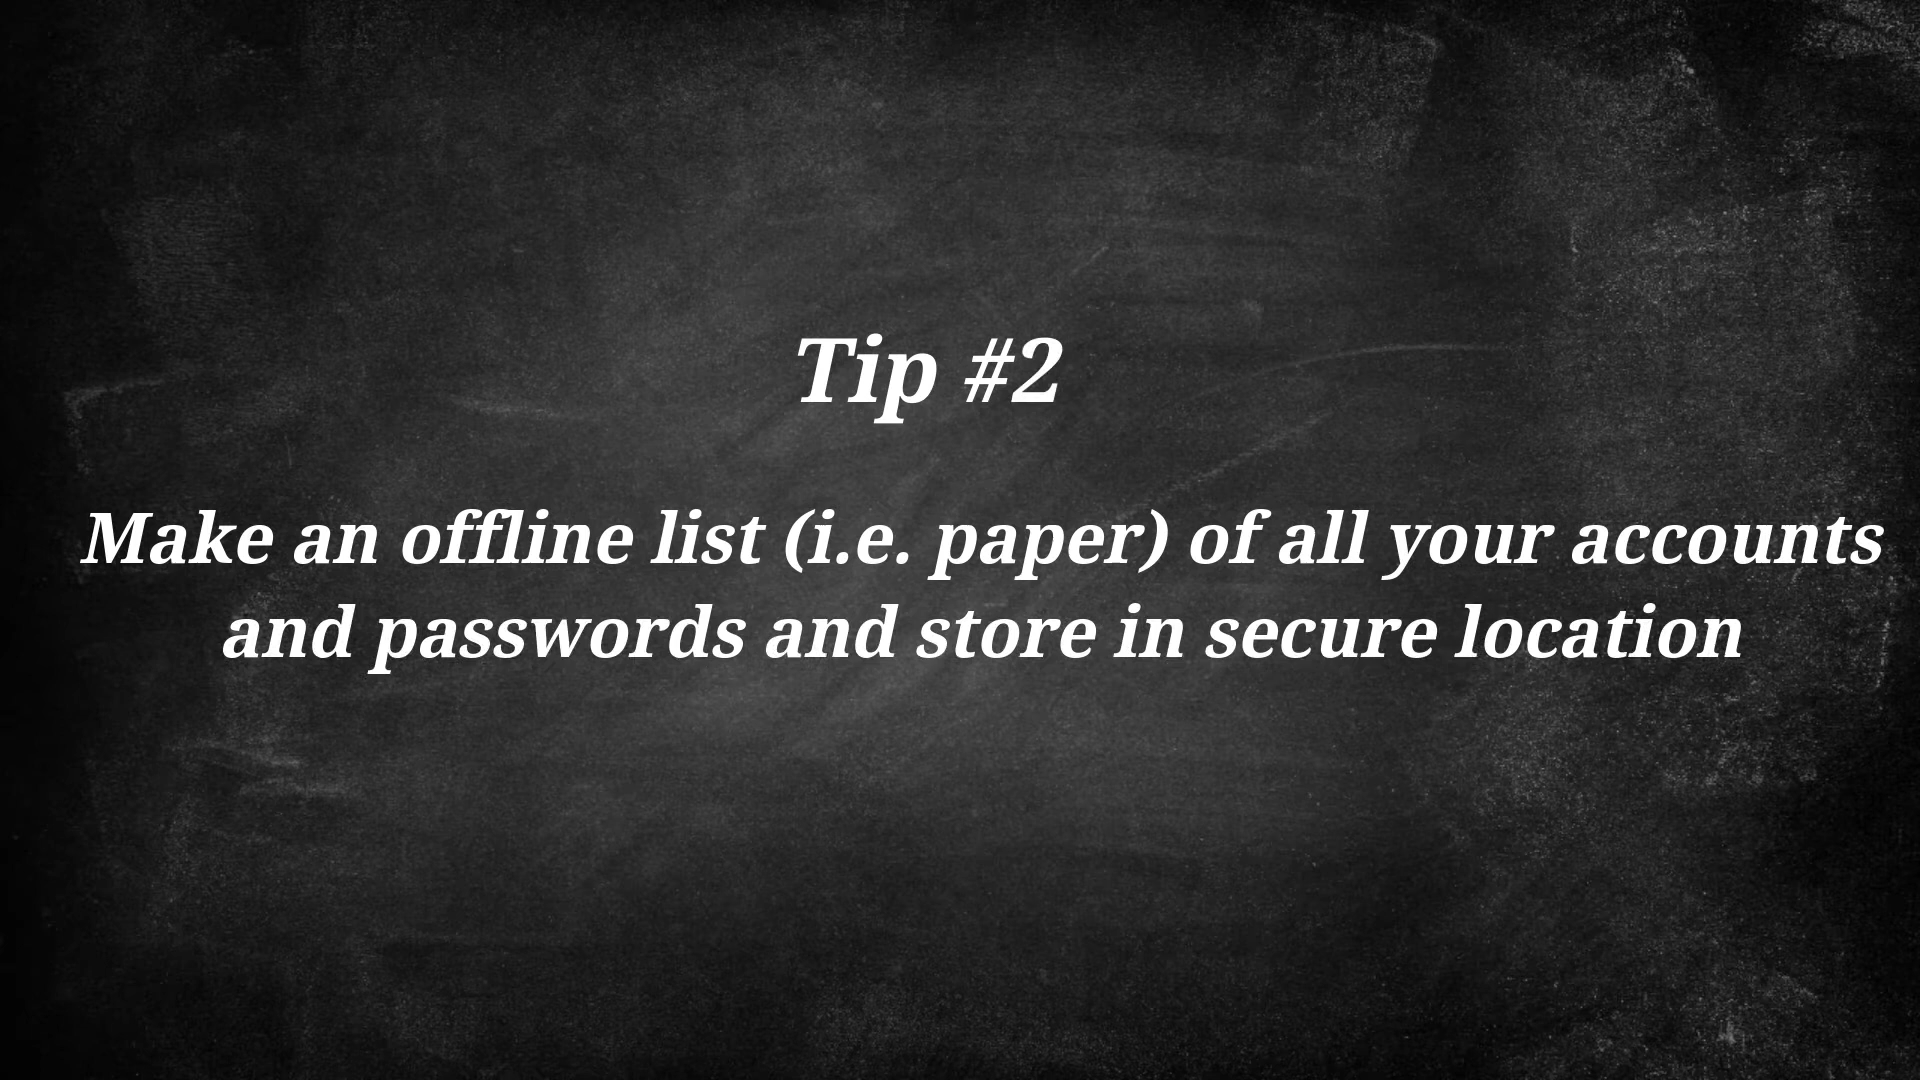 Tip #2
Make an offline list (i.e. paper) of all your accounts
and passwords and store in secure location